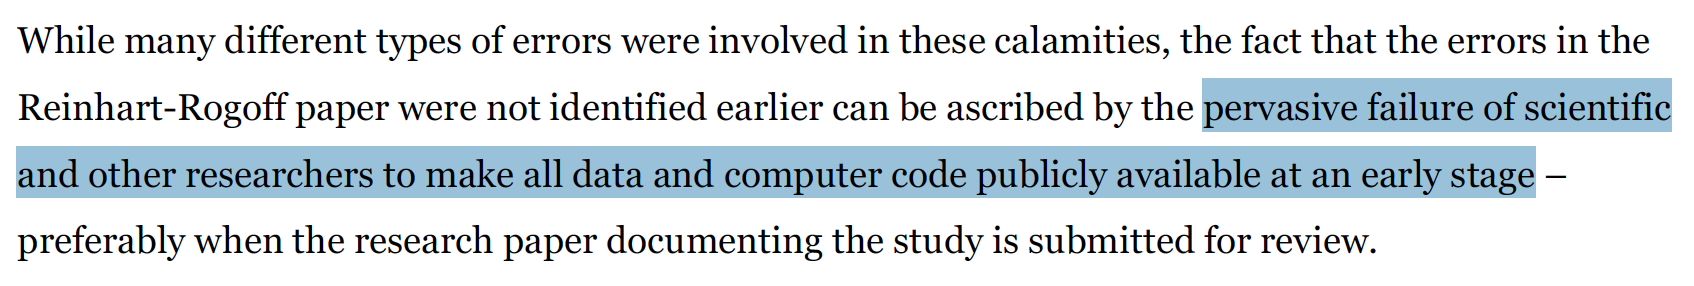 While many different types of errors were involved in these calamities, the fact that the errors in the
Reinhart-Rogoff paper were not identified earlier can be ascribed by the pervasive failure of scientific
and other researchers to make all data and computer code publicly available at an early stage –
preferably when the research paper documenting the study is submitted for review.